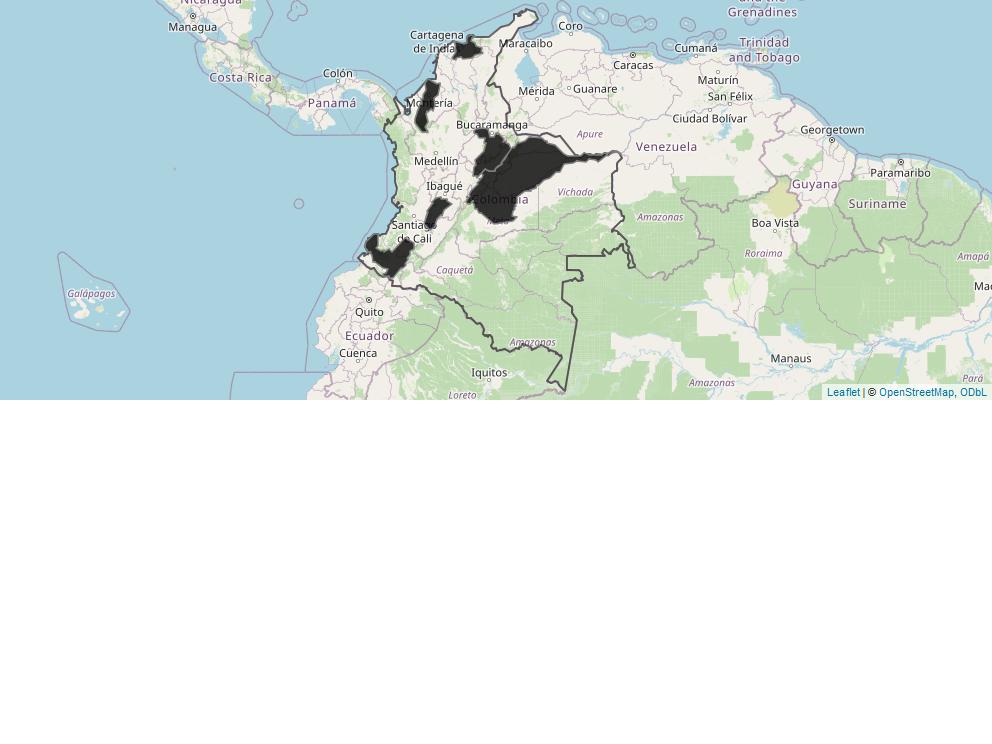 Nicaragua
Managua
and the
Grenadines
Cartagena
de India
Coro
Maracaibo
Trinidad
and Tobago
Cumaná
Caracas
Costa Rica
Colón
Panamá
Maturín
Mérida
Guanare
San Félix
Montería
Ciudad Bolívar
Bucaramanga
Apure
Georgetown
Venezuela
Medellín
Paramaribo
Ibagué
Vichada
Guyana
Colombia
Suriname
Meta
Amazonas
Santiago
de Cali
Boa Vista
Roraima
Amapá
Caquetá
Galápagos
Quito
Ecuador
Amazonas
Cuenca
Manaus
Iquitos
Amazonas
Pará
Loreto
Leaflet | © OpenStreetMap, ODbL